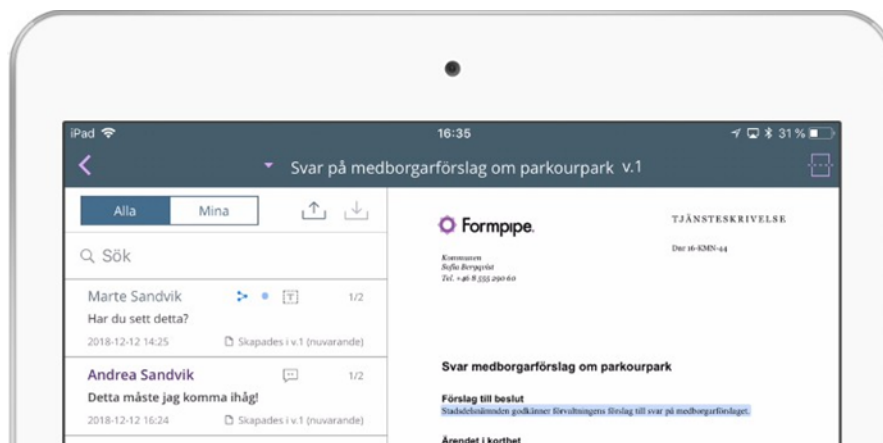 iPad 16:35 31 %
Svar på medborgarförslag om parkourpark v.1
Alla Mina
Sök
Marte Sandvik 1/2
Har du sett detta?
2018-12-12 14:25 Skapades i v.1 (nuvarande)
Andrea Sandvik 1/2
Detta måste jag komma ihåg!
2018-12-12 16:24 Skapades i v.1 (nuvarande)
Formpipe.
TJÄNSTESKRIVELSE
Dnr 16-KMN-44
Kommunen
Sofia Bergqvist
Tel. +46 8 555 290 60
Svar medborgarförslag om parkourpark
Förslag till beslut
Stadsdelsnämnden godkänner förvaltningens förslag till svar på medborgarförslaget.
Ärendet i korthet